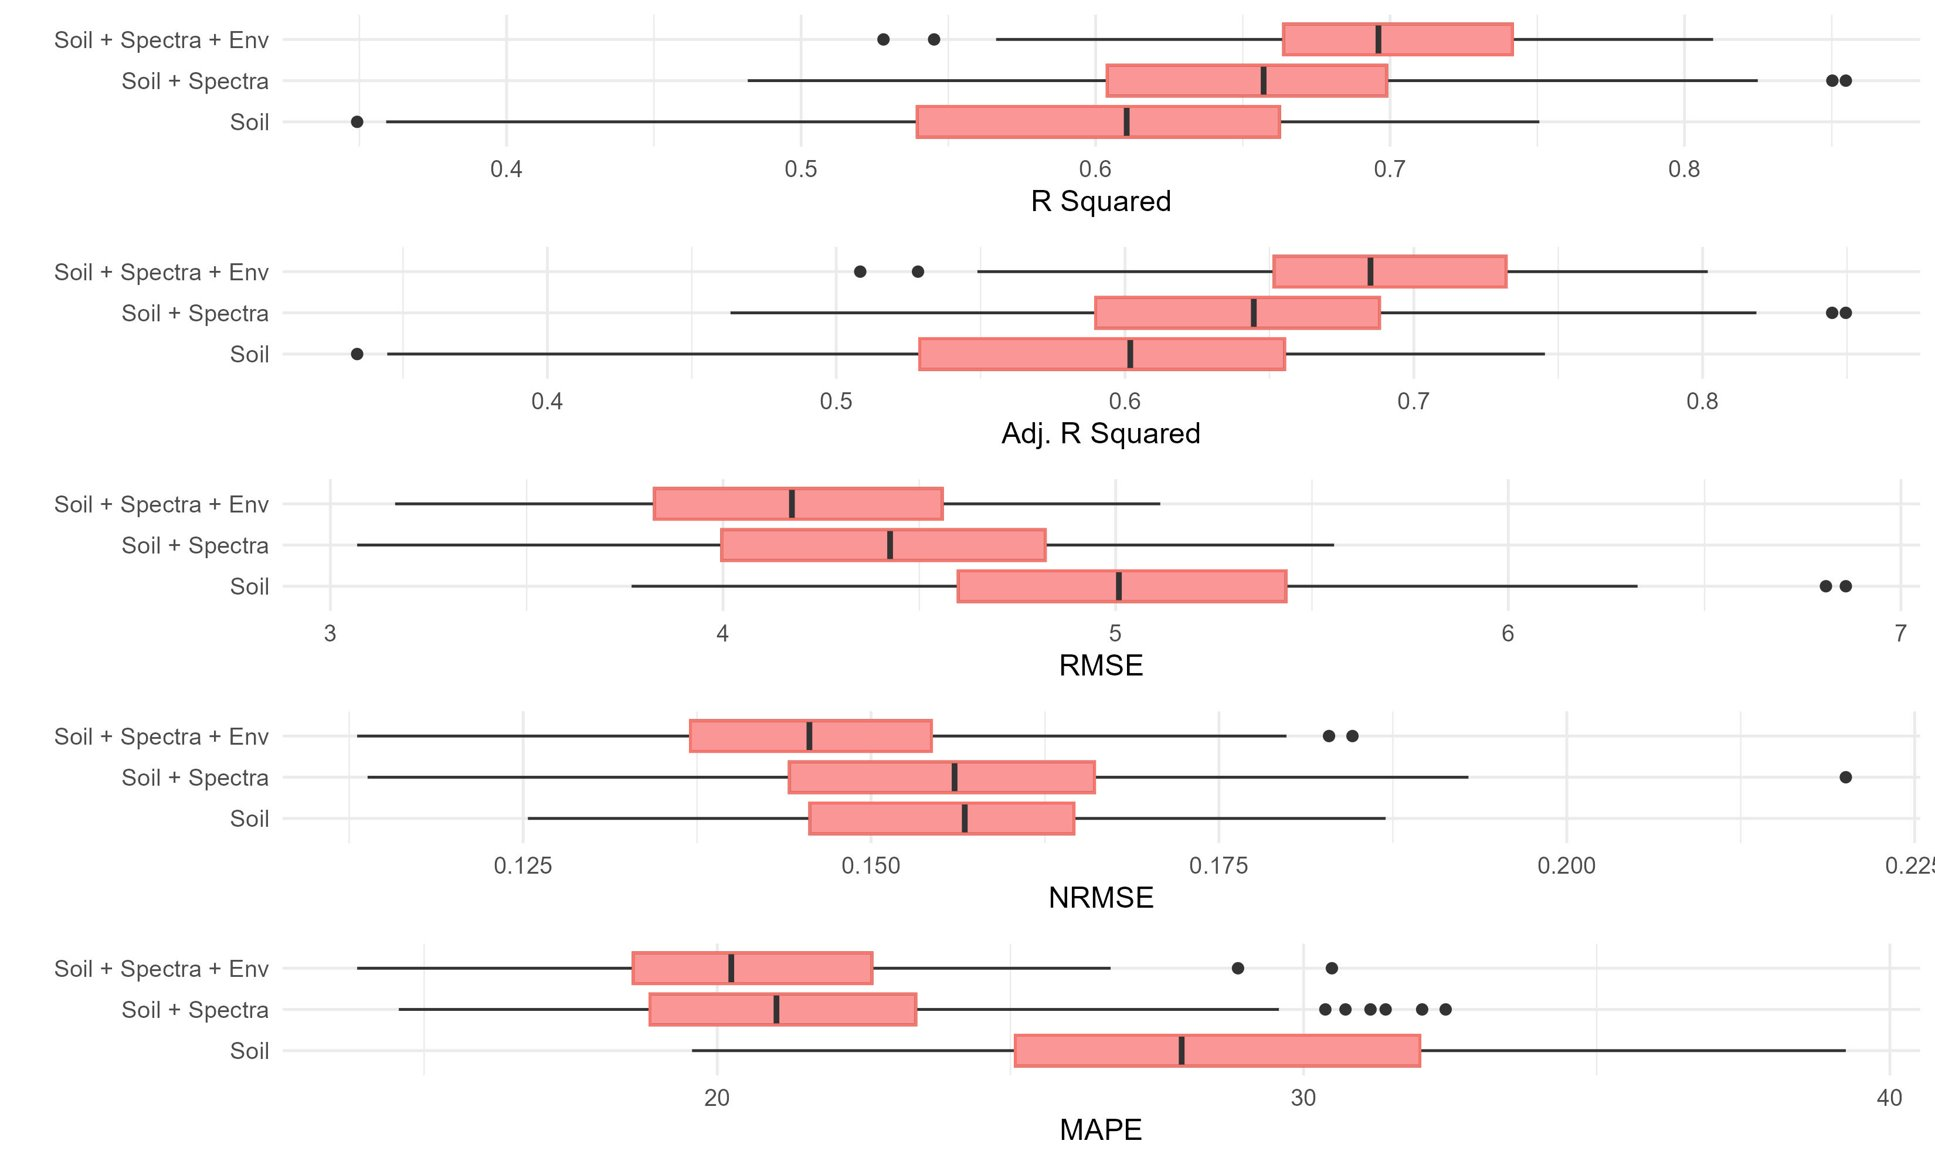 Soil + Spectra + Env
Soil + Spectra
Soil
0.4 0.5 0.6 0.7 0.8
R Squared
Soil + Spectra + Env
Soil + Spectra
Soil
0.4 0.5 0.6 0.7 0.8
Adj. R Squared
Soil + Spectra + Env
Soil + Spectra
Soil
3 4 5 6 7
RMSE
Soil + Spectra + Env
Soil + Spectra
Soil
0.125 0.150 0.175 0.200 0.225
NRMSE
Soil + Spectra + Env
Soil + Spectra
Soil
20 30 40
MAPE